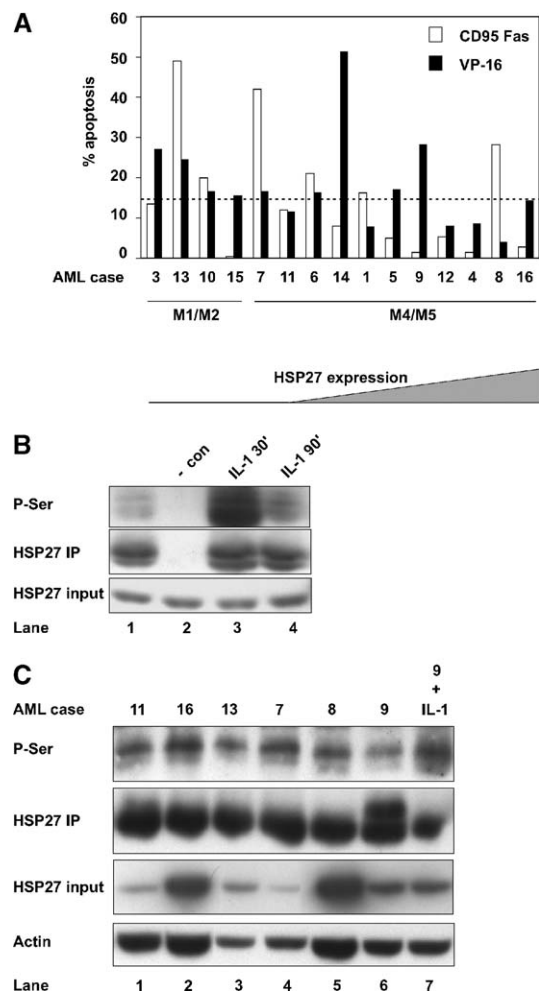 A
60
50
40
30
20
10
0
% apoptosis
CD95 Fas
VP-16
AML case 3 13 10 15 7 11 6 14 1 5 9 12 4 8 16
M1/M2 M4/M5
HSP27 expression
B
- con IL-1 30' IL-1 90'
P-Ser
HSP27 IP
HSP27 input
Lane 1 2 3 4
C
9
+
AML case 11 16 13 7 8 9 IL-1
P-Ser
HSP27 IP
HSP27 input
Actin
Lane 1 2 3 4 5 6 7